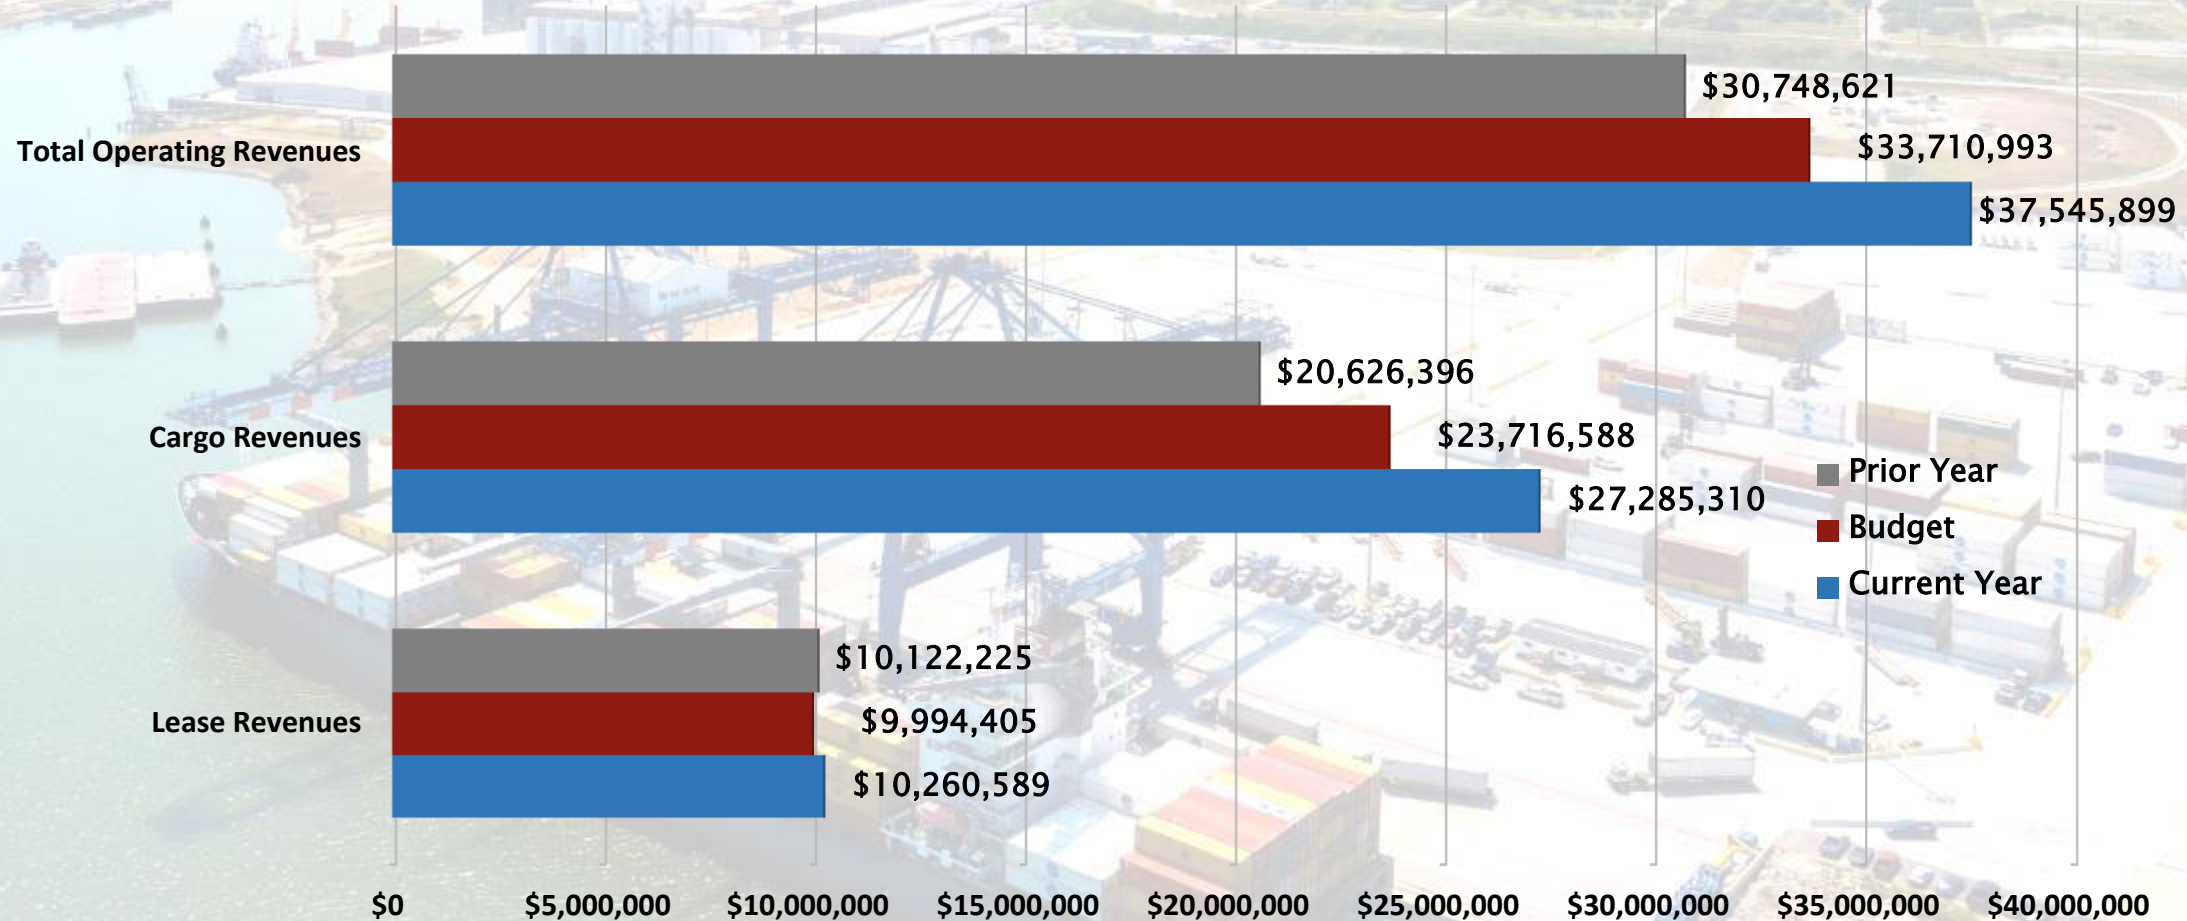 $30,748,621
Total Operating Revenues
$33,710,993
$37,545,899
$20,626,396
Cargo Revenues
$23,716,588
$27,285,310
Prior Year
Budget
Current Year
$10,122,225
Lease Revenues
$9,994,405
$10,260,589
$0 $5,000,000 $10,000,000 $15,000,000 $20,000,000 $25,000,000 $30,000,000 $35,000,000 $40,000,000